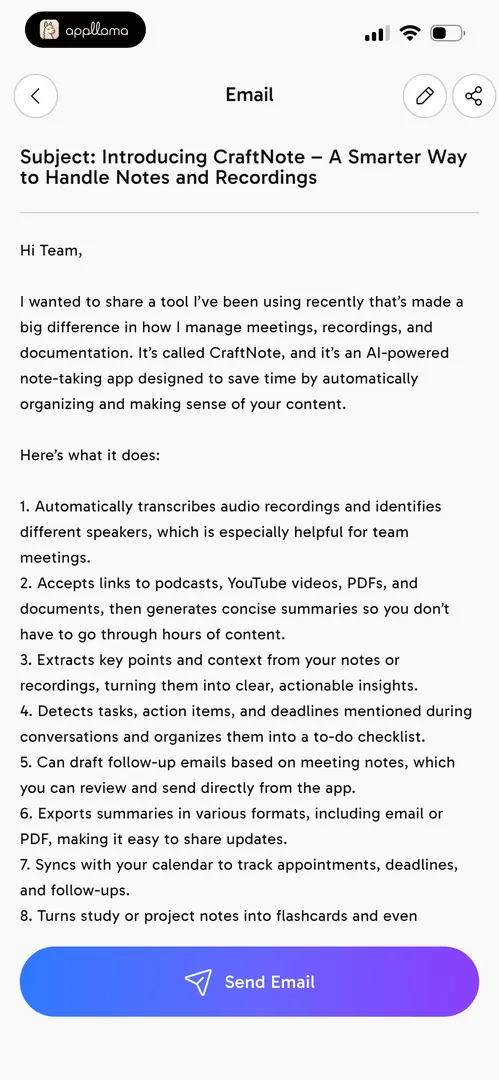 appllama
Email
Subject: Introducing CraftNote – A Smarter Way
to Handle Notes and Recordings
Hi Team,
I wanted to share a tool I’ve been using recently that’s made a
big difference in how I manage meetings, recordings, and
documentation. It’s called CraftNote, and it’s an AI-powered
note-taking app designed to save time by automatically
organizing and making sense of your content.
Here’s what it does:
1. Automatically transcribes audio recordings and identifies
different speakers, which is especially helpful for team
meetings.
2. Accepts links to podcasts, YouTube videos, PDFs, and
documents, then generates concise summaries so you don’t
have to go through hours of content.
3. Extracts key points and context from your notes or
recordings, turning them into clear, actionable insights.
4. Detects tasks, action items, and deadlines mentioned during
conversations and organizes them into a to-do checklist.
5. Can draft follow-up emails based on meeting notes, which
you can review and send directly from the app.
6. Exports summaries in various formats, including email or
PDF, making it easy to share updates.
7. Syncs with your calendar to track appointments, deadlines,
and follow-ups.
8. Turns study or project notes into flashcards and even
Send Email